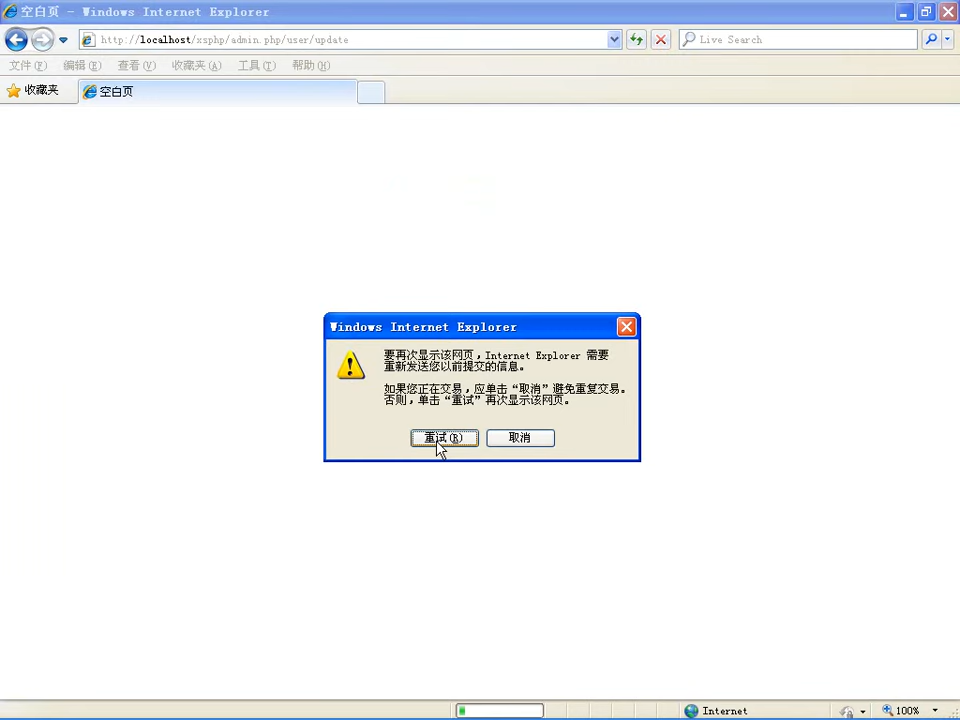 空白页 - Windows Internet Explorer
http://localhost/xsphp/admin.php/user/update
Live Search
文件(F) 编辑(E) 查看(V) 收藏夹(A) 工具(T) 帮助(H)
收藏夹 空白页
Windows Internet Explorer
要再次显示该网页，Internet Explorer 需要
重新发送您以前提交的信息。
如果您正在交易，应单击“取消”避免重复交易。
否则，单击“重试”再次显示该网页。
重试(R) 取消
Internet 100%